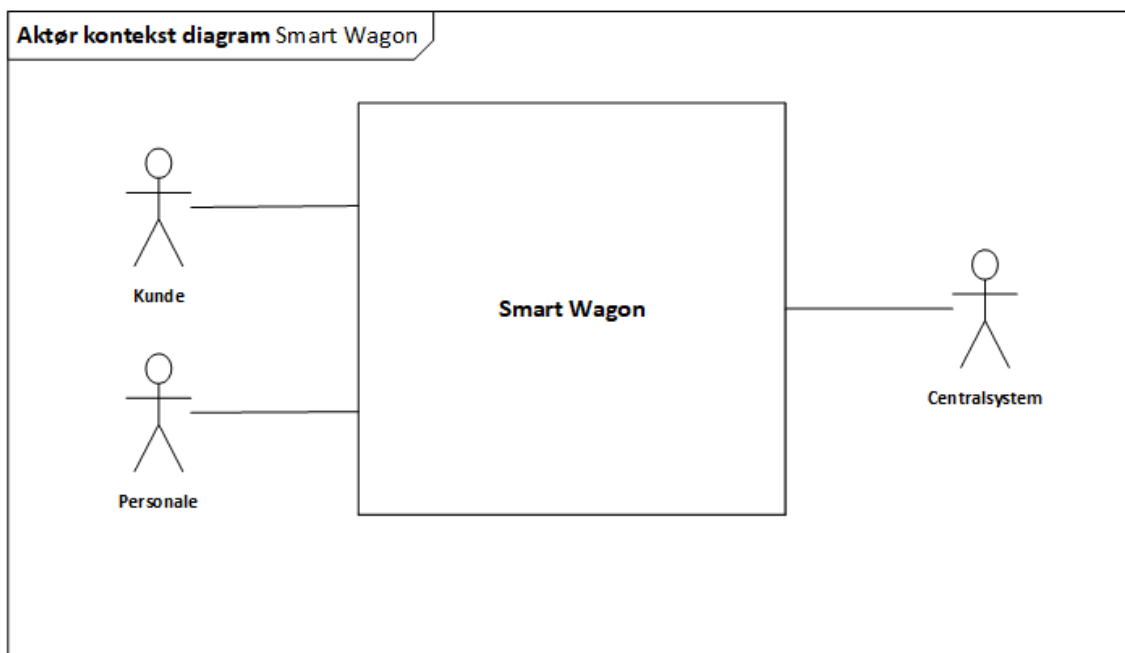 Aktør kontekst diagram Smart Wagon
Kunde
Smart Wagon
Centralsystem
Personale